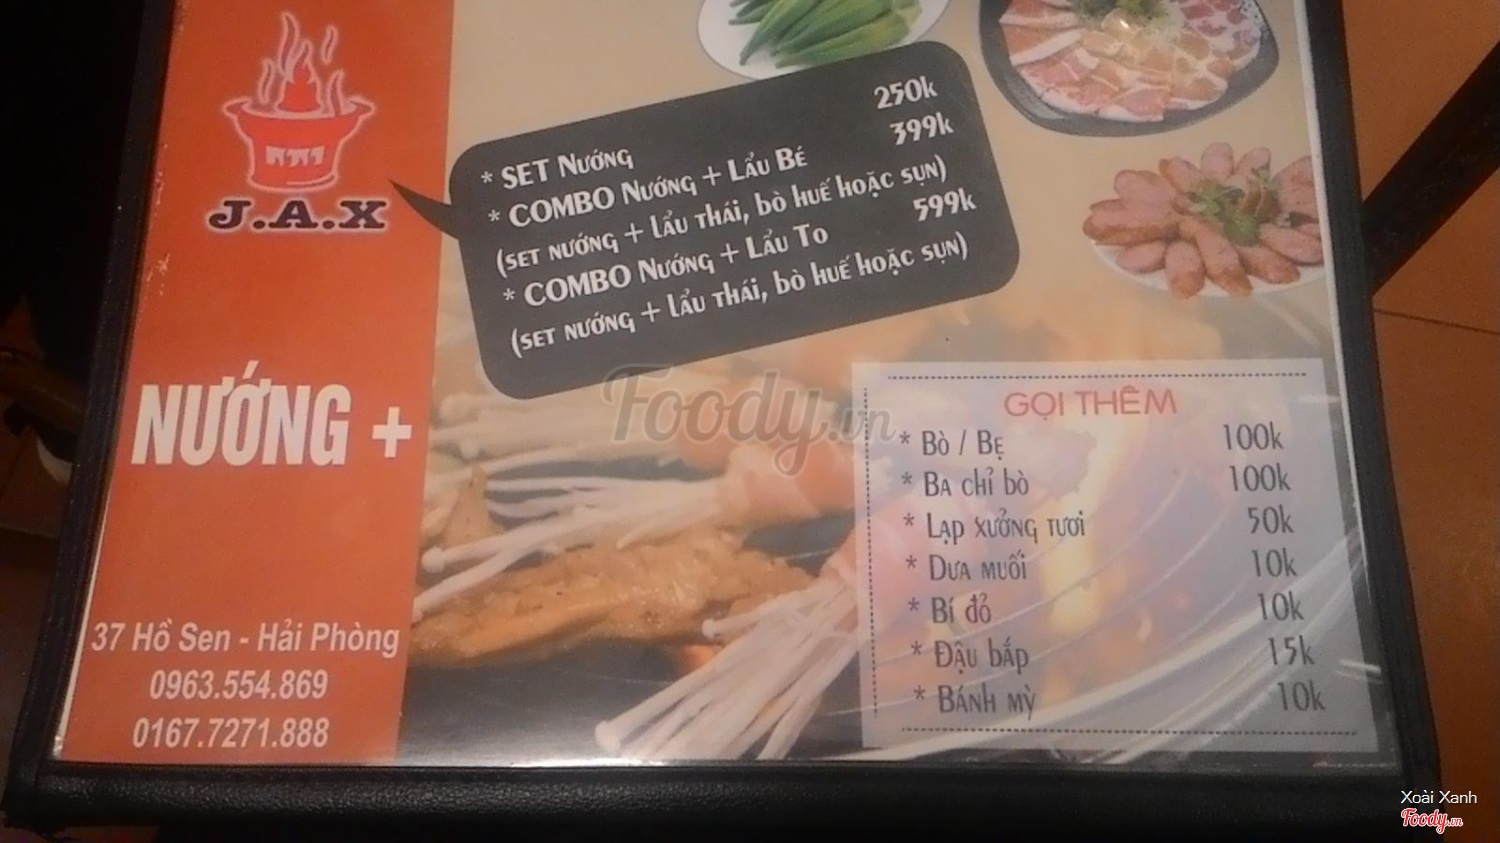 J.A.X
NƯỚNG +
37 Hồ Sen - Hải Phòng
0963.554.869
0167.7271.888
* SET Nướng 250k
* COMBO Nướng + Lẩu Bé 399k
(set nướng + lẩu thái, bò huế hoặc sụn)
* COMBO Nướng + Lẩu To 599k
(set nướng + lẩu thái, bò huế hoặc sụn)
Foody.vn
GỌI THÊM
* Bò / Bẹ 100k
* Ba chỉ bò 100k
* Lạp xưởng tươi 50k
* Dưa muối 10k
* Bí đỏ 10k
* Đậu bắp 15k
* Bánh mỳ 10k
Xoài Xanh
Foody.vn